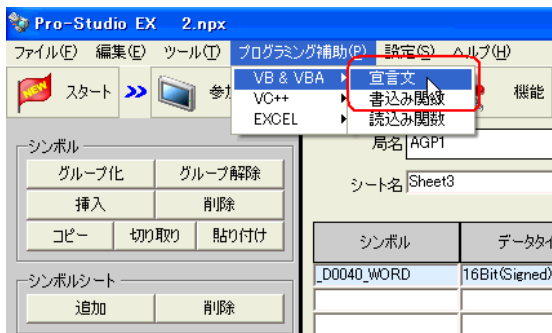 Pro-Studio EX 2.npx
ファイル(F) 編集(E) ツール(T) プログラミング補助(P) 設定(S) ヘルプ(H)
NEW スタート
VB & VBA 宣言文
VC++ 書込み関数
EXCEL 読込み関数
機能
シンボル
グループ化 グループ解除
挿入 削除
コピー 切り取り 貼り付け
シンボルシート
追加 削除
局名 AGP1
シート名 Sheet3
シンボル データタイ
_D0040_WORD 16Bit(Signed)